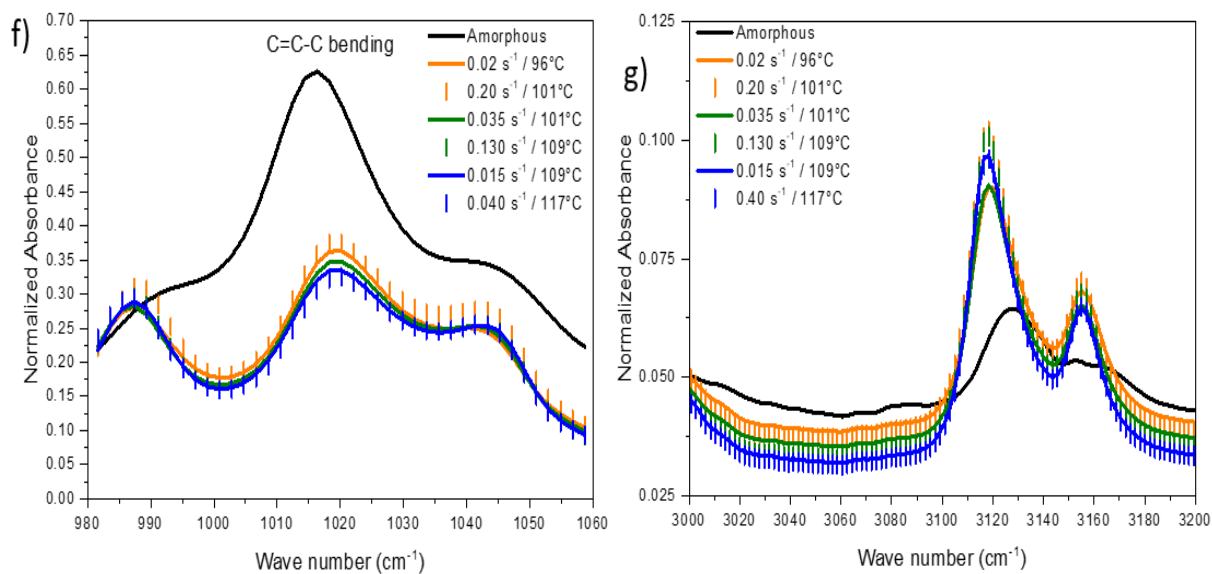 f)
0.70
0.65
0.60
0.55
0.50
0.45
0.40
0.35
0.30
0.25
0.20
0.15
0.10
0.05
0.00
Normalized Absorbance
C=C-C bending
Amorphous
0.02 s⁻¹ / 96°C
0.20 s⁻¹ / 101°C
0.035 s⁻¹ / 101°C
0.130 s⁻¹ / 109°C
0.015 s⁻¹ / 109°C
0.040 s⁻¹ / 117°C
980 990 1000 1010 1020 1030 1040 1050 1060
Wave number (cm⁻¹)
g)
0.125
0.100
0.075
0.050
0.025
Normalized Absorbance
Amorphous
0.02 s⁻¹ / 96°C
0.20 s⁻¹ / 101°C
0.035 s⁻¹ / 101°C
0.130 s⁻¹ / 109°C
0.015 s⁻¹ / 109°C
0.40 s⁻¹ / 117°C
3000 3020 3040 3060 3080 3100 3120 3140 3160 3180 3200
Wave number (cm⁻¹)